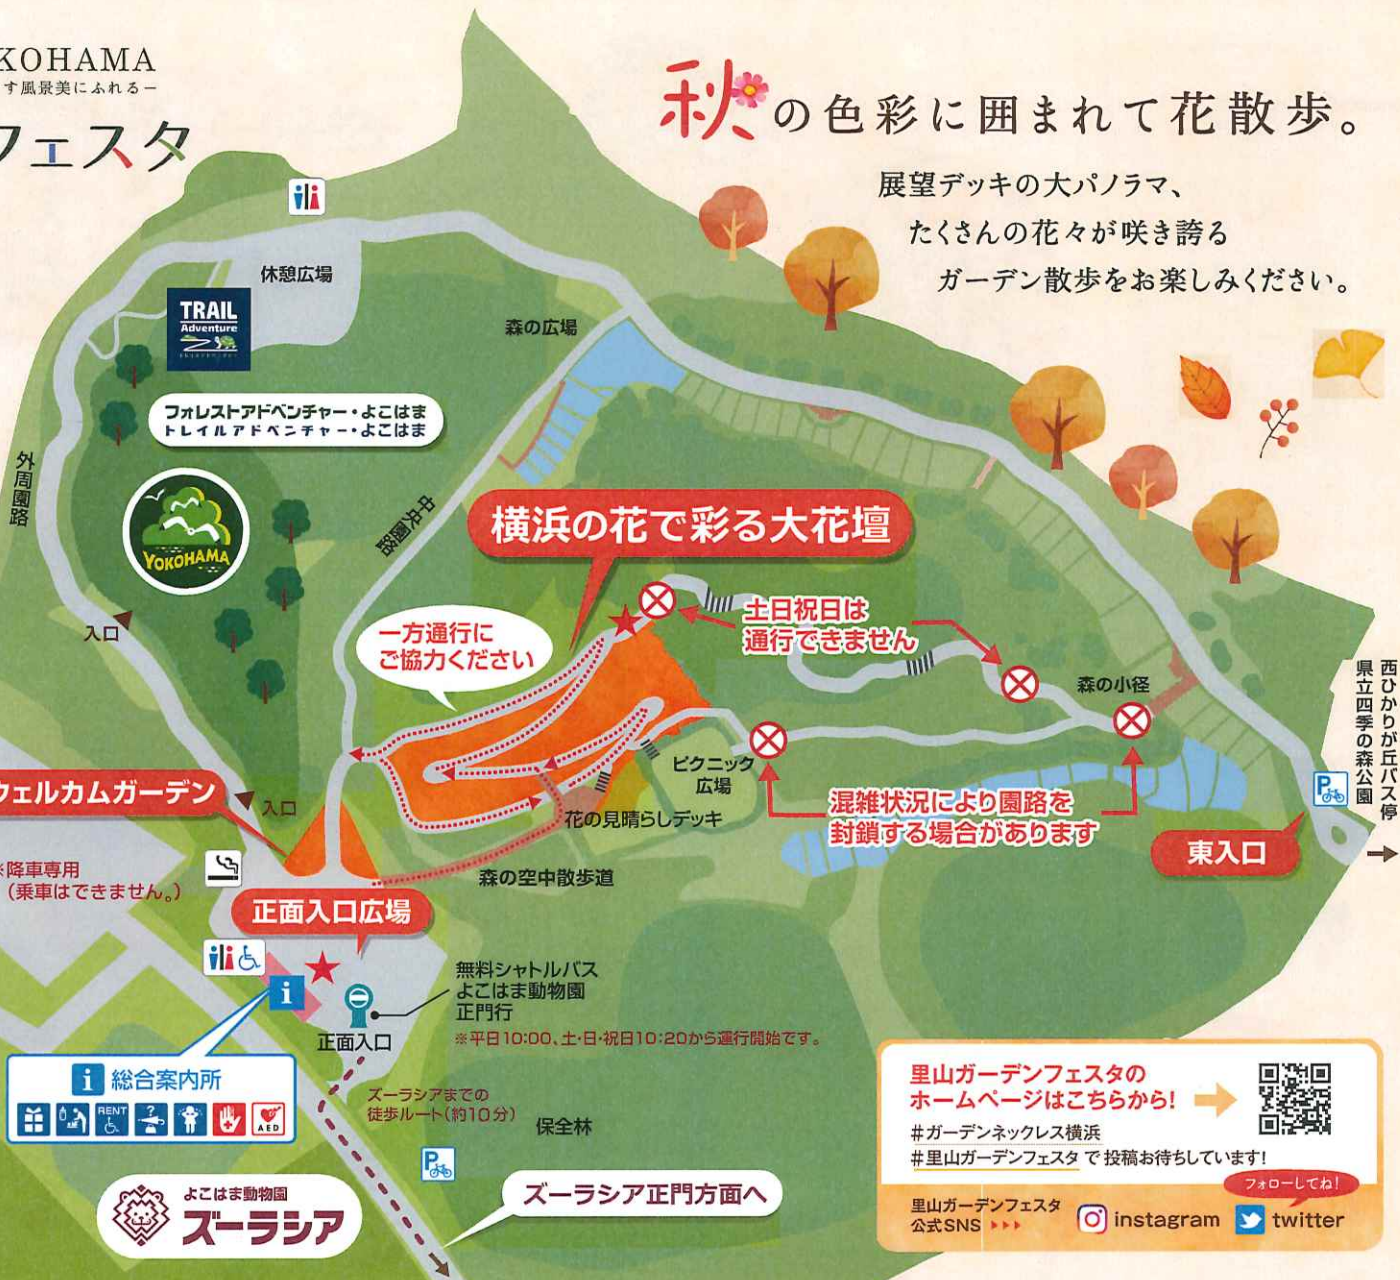 KOHAMA
す風景美にふれるー
フェスタ
秋の色彩に囲まれて花散歩。
展望デッキの大パノラマ、
たくさんの花々が咲き誇る
ガーデン散歩をお楽しみください。
休憩広場
TRAIL
Adventure
森の広場
フォレストアドベンチャー・よこはま
トレイルアドベンチャー・よこはま
外周園路
YOKOHAMA
中央園路
横浜の花で彩る大花壇
入口
一方通行に
ご協力ください
土日祝日は
通行できません
森の小径
西ひかりが丘バス停
県立四季の森公園
ピクニック
広場
ウェルカムガーデン
入口
花の見晴らしデッキ
混雑状況により園路を
封鎖する場合があります
P
東入口
※降車専用
(乗車はできません。)
森の空中散歩道
正面入口広場
無料シャトルバス
よこはま動物園
正門行
※平日10:00、土・日・祝日10:20から運行開始です。
i
正面入口
i 総合案内所
RENT
?
AED
ズーラシアまでの
徒歩ルート(約10分)
保全林
P
ズーラシア正門方面へ
よこはま動物園
ズーラシア
里山ガーデンフェスタの
ホームページはこちらから!
#ガーデンネックレス横浜
#里山ガーデンフェスタ で投稿お待ちしています!
フォローしてね!
里山ガーデンフェスタ
公式SNS
instagram
twitter